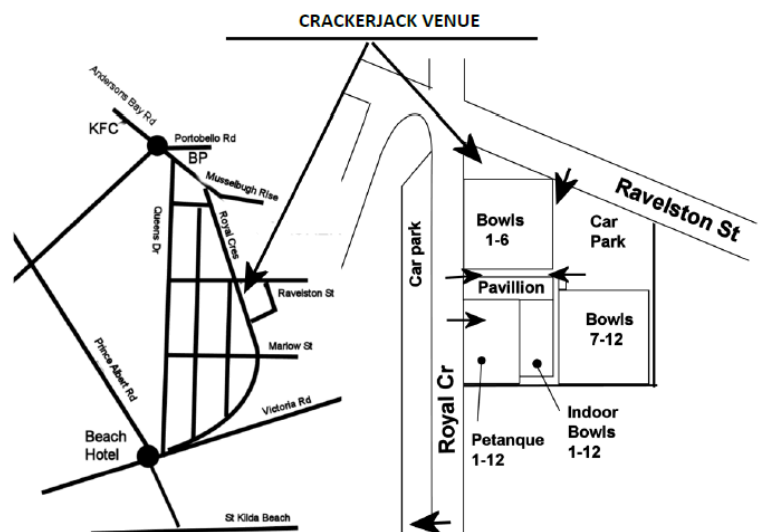 CRACKERJACK VENUE
Andersons Bay Rd
KFC
Portobello Rd
BP
Musselbugh Rise
Queens Dr
Royal Cres
Ravelston St
Marlow St
Prince Albert Rd
Victoria Rd
Beach
Hotel
St Kilda Beach
Ravelston St
Car park
Bowls
1-6
Car
Park
Pavillion
Bowls
7-12
Royal Cr
Petanque
1-12
Indoor
Bowls
1-12